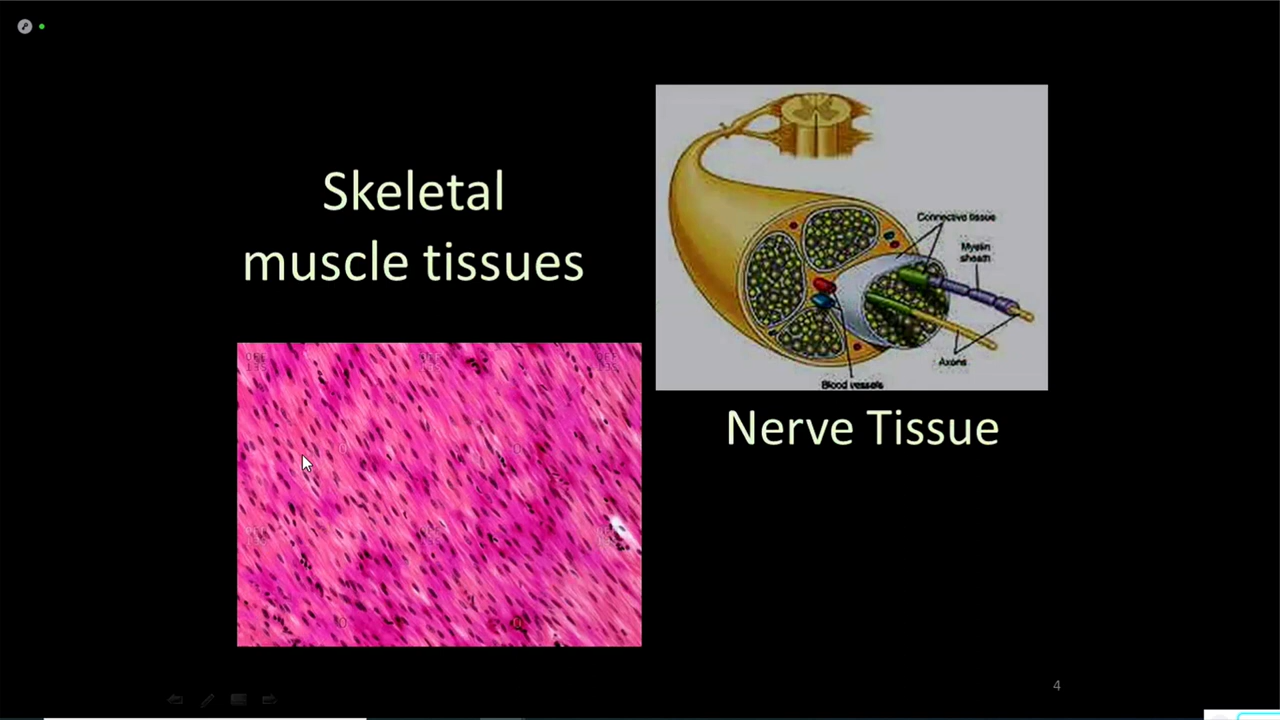 Skeletal
muscle tissues
Connective tissue
Myelin
sheath
Axons
Blood vessels
Nerve Tissue
4